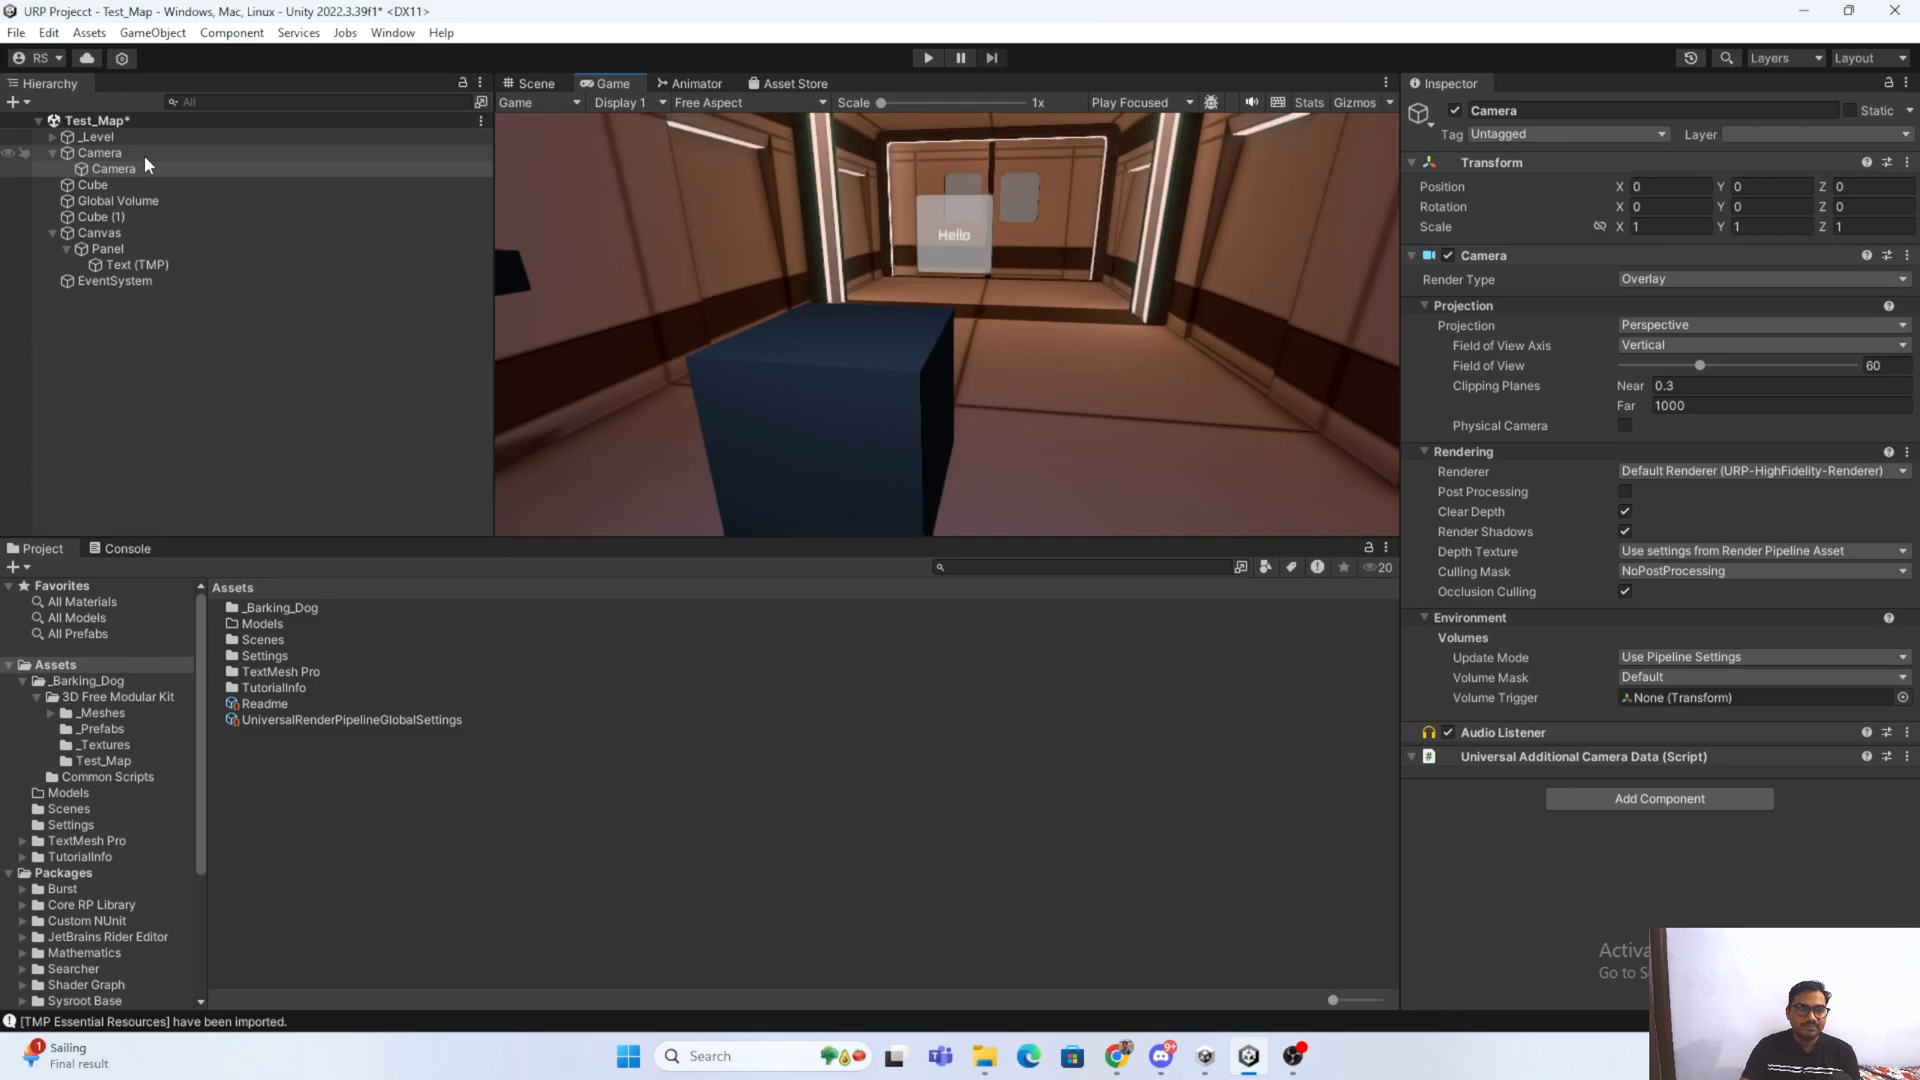 URP Projecct - Test_Map - Windows, Mac, Linux - Unity 2022.3.39f1* <DX11>
File Edit Assets GameObject Component Services Jobs Window Help
RS Layers Layout
Hierarchy
All
Test_Map*
_Level
Camera
Camera
Cube
Global Volume
Cube (1)
Canvas
Panel
Text (TMP)
EventSystem
Scene Game Animator Asset Store
Game Display 1 Free Aspect Scale 1x Play Focused Stats Gizmos
Hello
Inspector
Camera Static
Tag Untagged Layer
Transform
Position X 0 Y 0 Z 0
Rotation X 0 Y 0 Z 0
Scale X 1 Y 1 Z 1
Camera
Render Type Overlay
Projection
Projection Perspective
Field of View Axis Vertical
Field of View 60
Clipping Planes Near 0.3
Far 1000
Physical Camera
Rendering
Renderer Default Renderer (URP-HighFidelity-Renderer)
Post Processing
Clear Depth
Render Shadows
Depth Texture Use settings from Render Pipeline Asset
Culling Mask NoPostProcessing
Occlusion Culling
Environment
Volumes
Update Mode Use Pipeline Settings
Volume Mask Default
Volume Trigger None (Transform)
Audio Listener
Universal Additional Camera Data (Script)
Add Component
Project Console
20
Favorites
All Materials
All Models
All Prefabs
Assets
_Barking_Dog
3D Free Modular Kit
_Meshes
_Prefabs
_Textures
Test_Map
Common Scripts
Models
Scenes
Settings
TextMesh Pro
TutorialInfo
Packages
Burst
Core RP Library
Custom NUnit
JetBrains Rider Editor
Mathematics
Searcher
Shader Graph
Sysroot Base
Assets
_Barking_Dog
Models
Scenes
Settings
TextMesh Pro
TutorialInfo
Readme
UniversalRenderPipelineGlobalSettings
Activa
Go to S
[TMP Essential Resources] have been imported.
1
Sailing
Final result
Search
9+